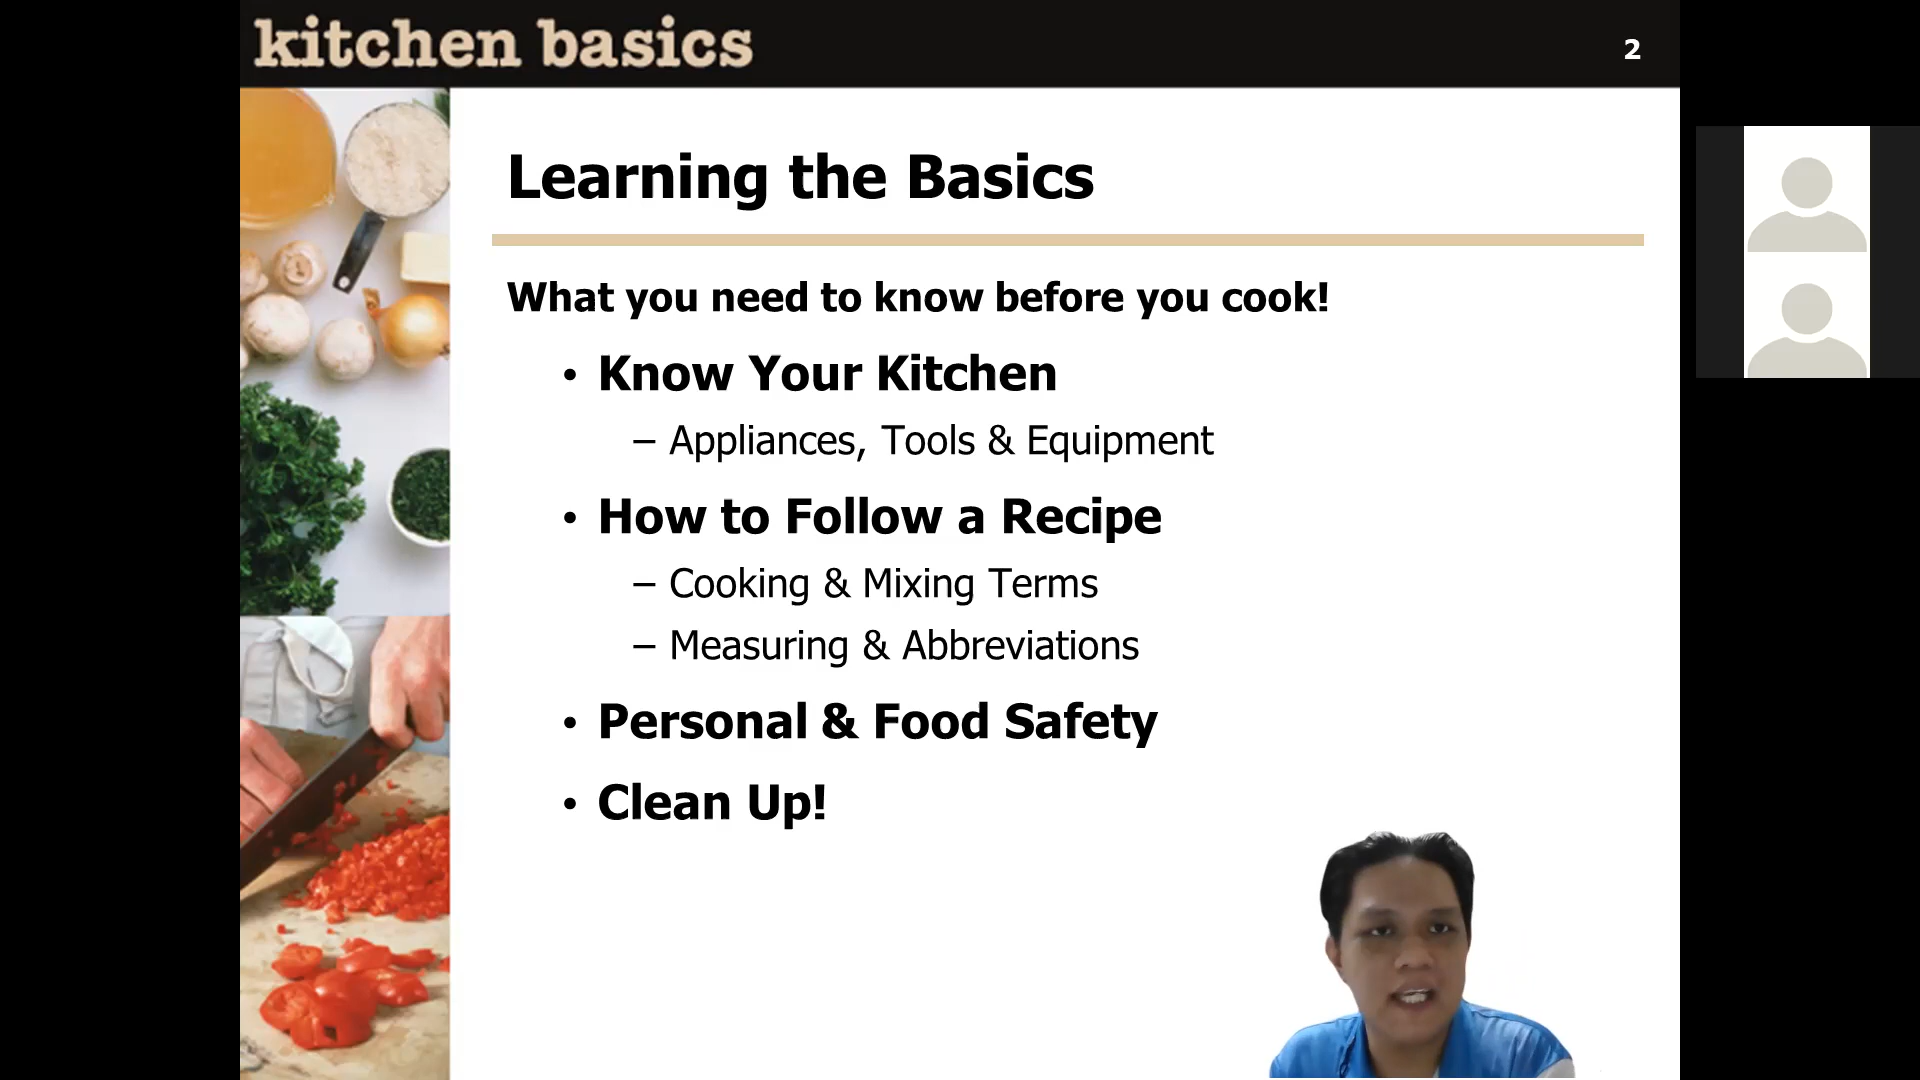 kitchen basics
2
Learning the Basics
What you need to know before you cook!
• Know Your Kitchen
– Appliances, Tools & Equipment
• How to Follow a Recipe
– Cooking & Mixing Terms
– Measuring & Abbreviations
• Personal & Food Safety
• Clean Up!